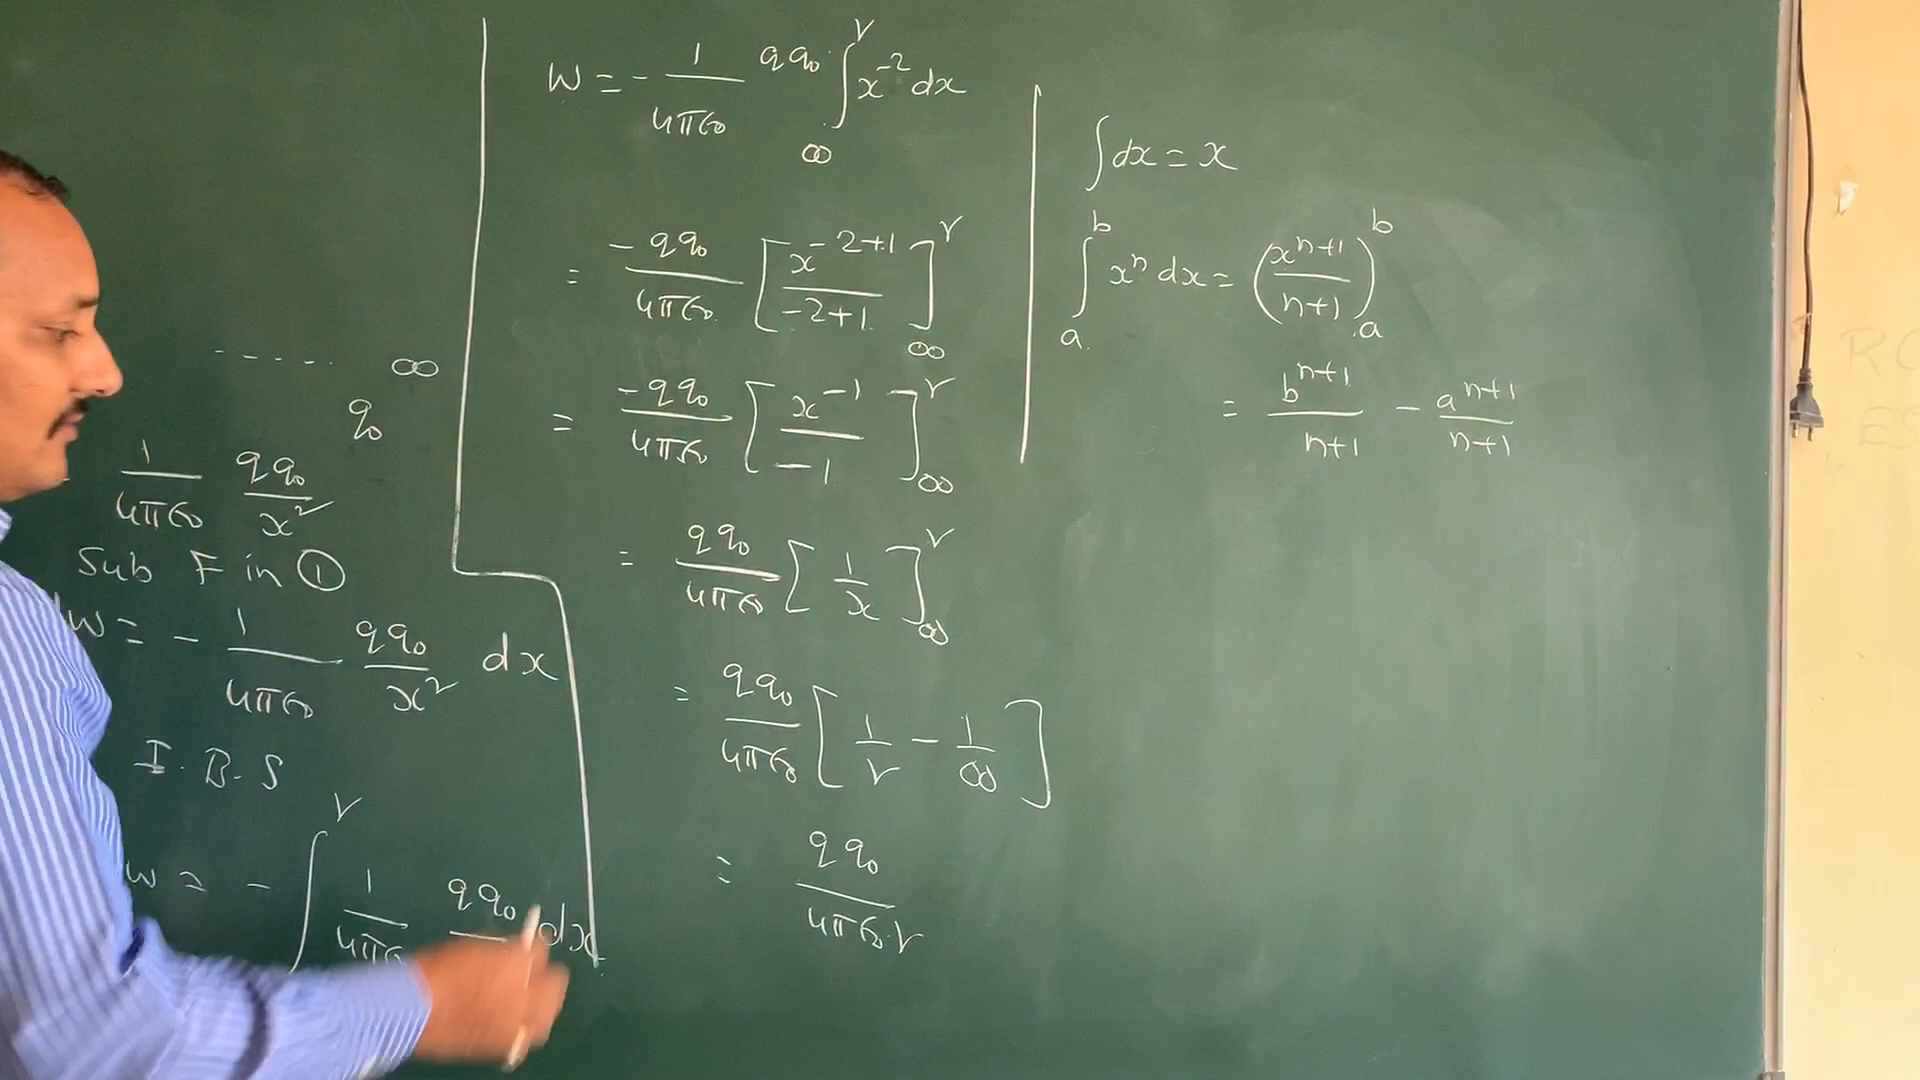 ----- ∞
q₀
1/4πε₀ qq₀/x²
Sub F in ①
W = - 1/4πε₀ qq₀/x² dx
I.B.S
W = - ∫ʳ 1/4πε₀ qq₀ dx
W = - 1/4πε₀ qq₀ ∫_∞^r x⁻² dx
= -qq₀/4πε₀ [x⁻²⁺¹/-2+1]_∞^r
= -qq₀/4πε₀ [x⁻¹/-1]_∞^r
= qq₀/4πε₀ [1/x]_∞^r
= qq₀/4πε₀ [1/r - 1/∞]
= qq₀/4πε₀r
∫dx = x
∫_a^b xⁿ dx = (xⁿ⁺¹/n+1)_a^b
= bⁿ⁺¹/n+1 - aⁿ⁺¹/n+1